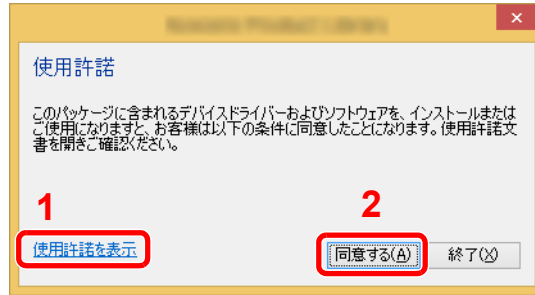 使用許諾
このパッケージに含まれるデバイスドライバーおよびソフトウェアを、インストールまたは
ご使用になりますと、お客様は以下の条件に同意したことになります。使用許諾文
書を開きご確認ください。
1
2
使用許諾を表示
同意する(A)
終了(X)